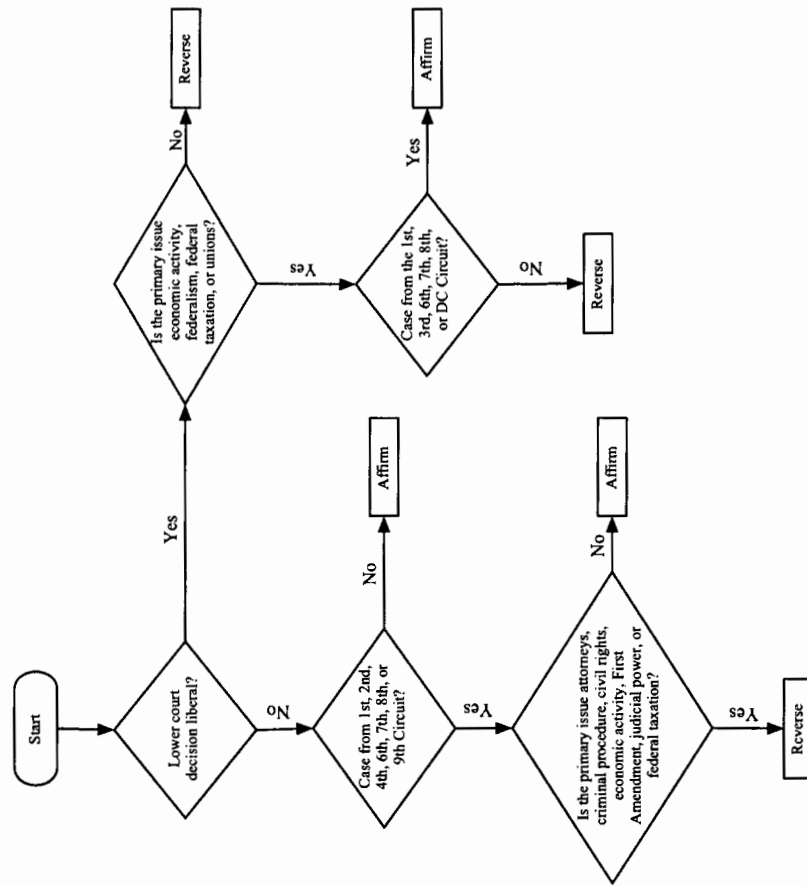 Start
Lower court
decision liberal?
Yes
Is the primary issue
economic activity,
federalism, federal
taxation, or unions?
No
Reverse
No
Yes
Case from 1st, 2nd,
4th, 6th, 7th, 8th, or
9th Circuit?
No
Affirm
Case from the 1st,
3rd, 6th, 7th, 8th,
or DC Circuit?
Yes
Affirm
Yes
No
Reverse
Is the primary issue attorneys,
criminal procedure, civil rights,
economic activity, First
Amendment, judicial power, or
federal taxation?
No
Affirm
Yes
Reverse